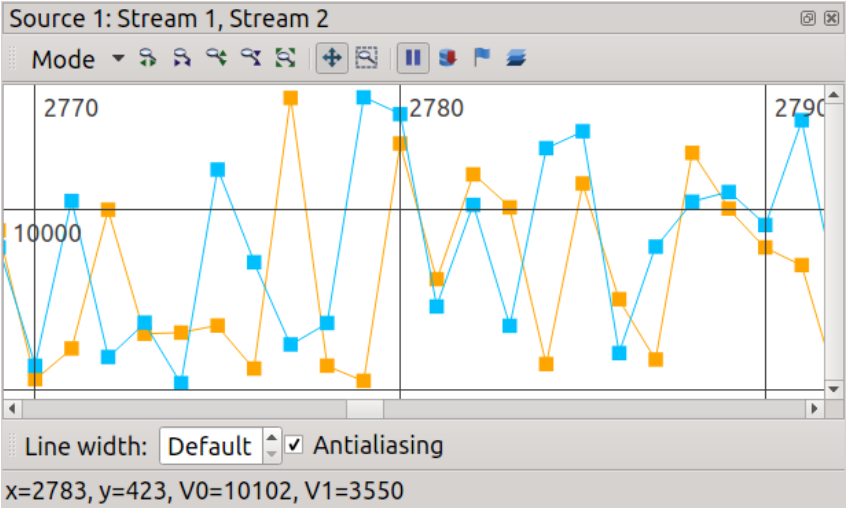 Source 1: Stream 1, Stream 2
Mode
2770 2780 2790
10000
Line width: Default Antialiasing
x=2783, y=423, V0=10102, V1=3550